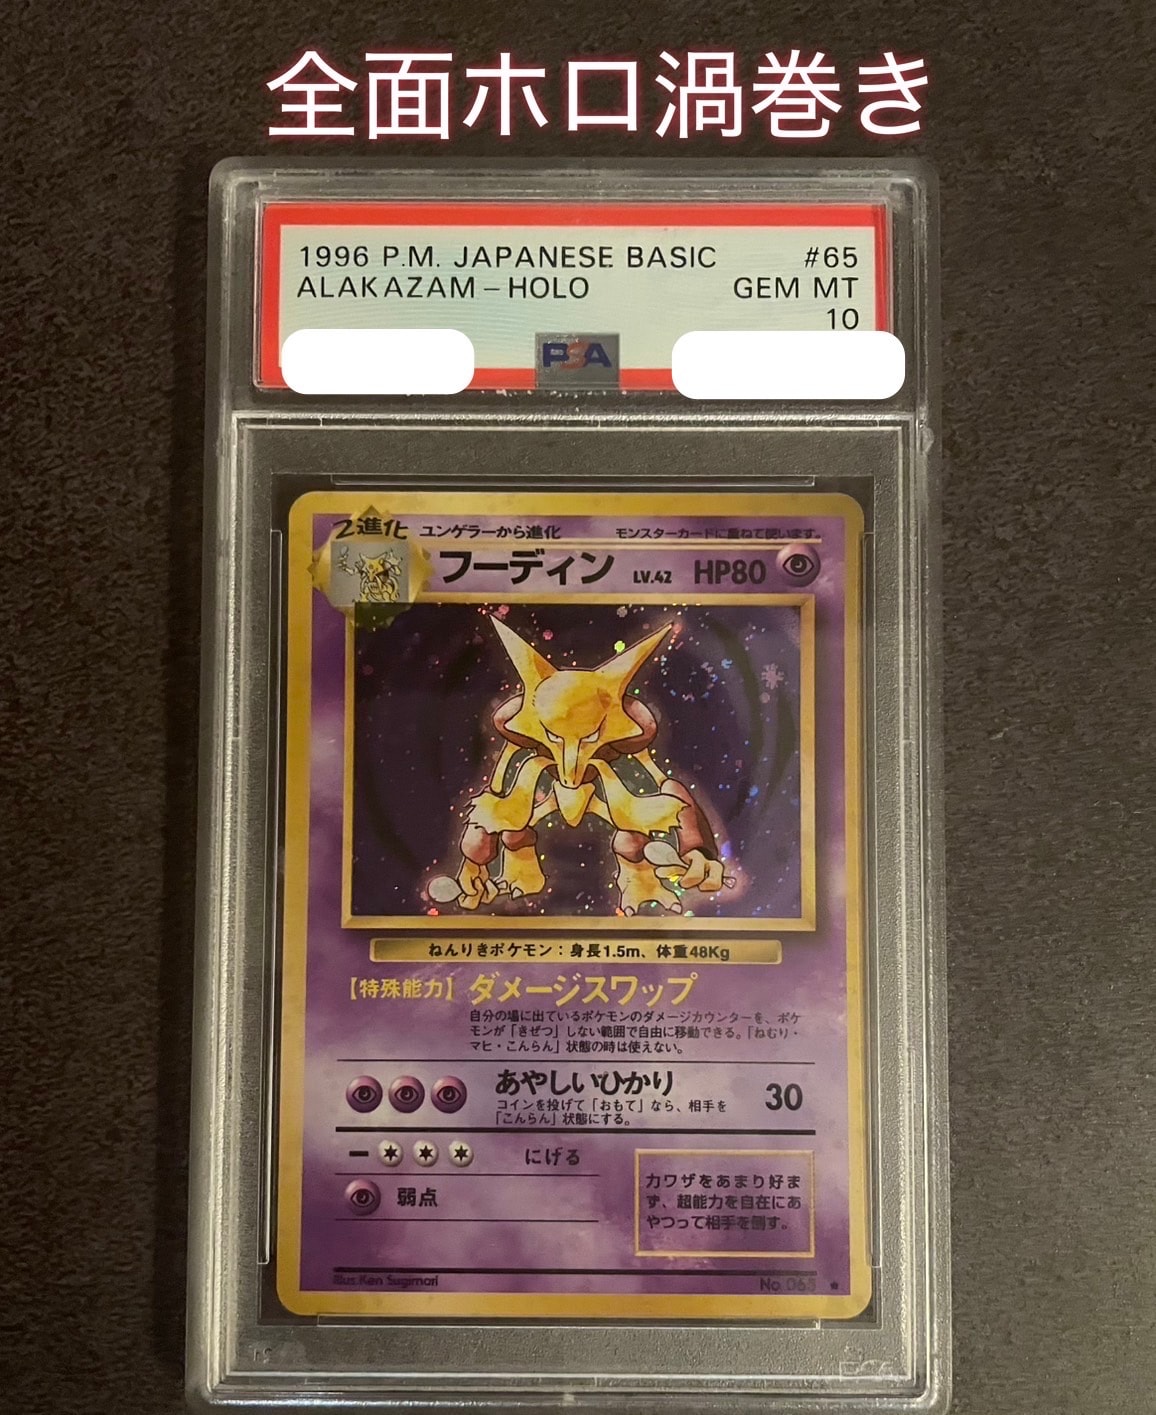 全面ホロ渦巻き
1996 P.M. JAPANESE BASIC #65
ALAKAZAM - HOLO GEM MT
10
PSA
2進化 ユンゲラーから進化 モンスターカードに重ねて使います。
フーディン LV.42 HP80
ねんりきポケモン：身長1.5m、体重48Kg
【特殊能力】ダメージスワップ
自分の場に出ているポケモンのダメージカウンターを、ポケ
モンが「きぜつ」しない範囲で自由に移動できる。「ねむり・
マヒ・こんらん」状態の時は使えない。
あやしいひかり 30
コインを投げて「おもて」なら、相手を
「こんらん」状態にする。
にげる
弱点
力ワザをあまり好ま
ず、超能力を自在にあ
やつって相手を倒す。
Illus. Ken Sugimori No.065